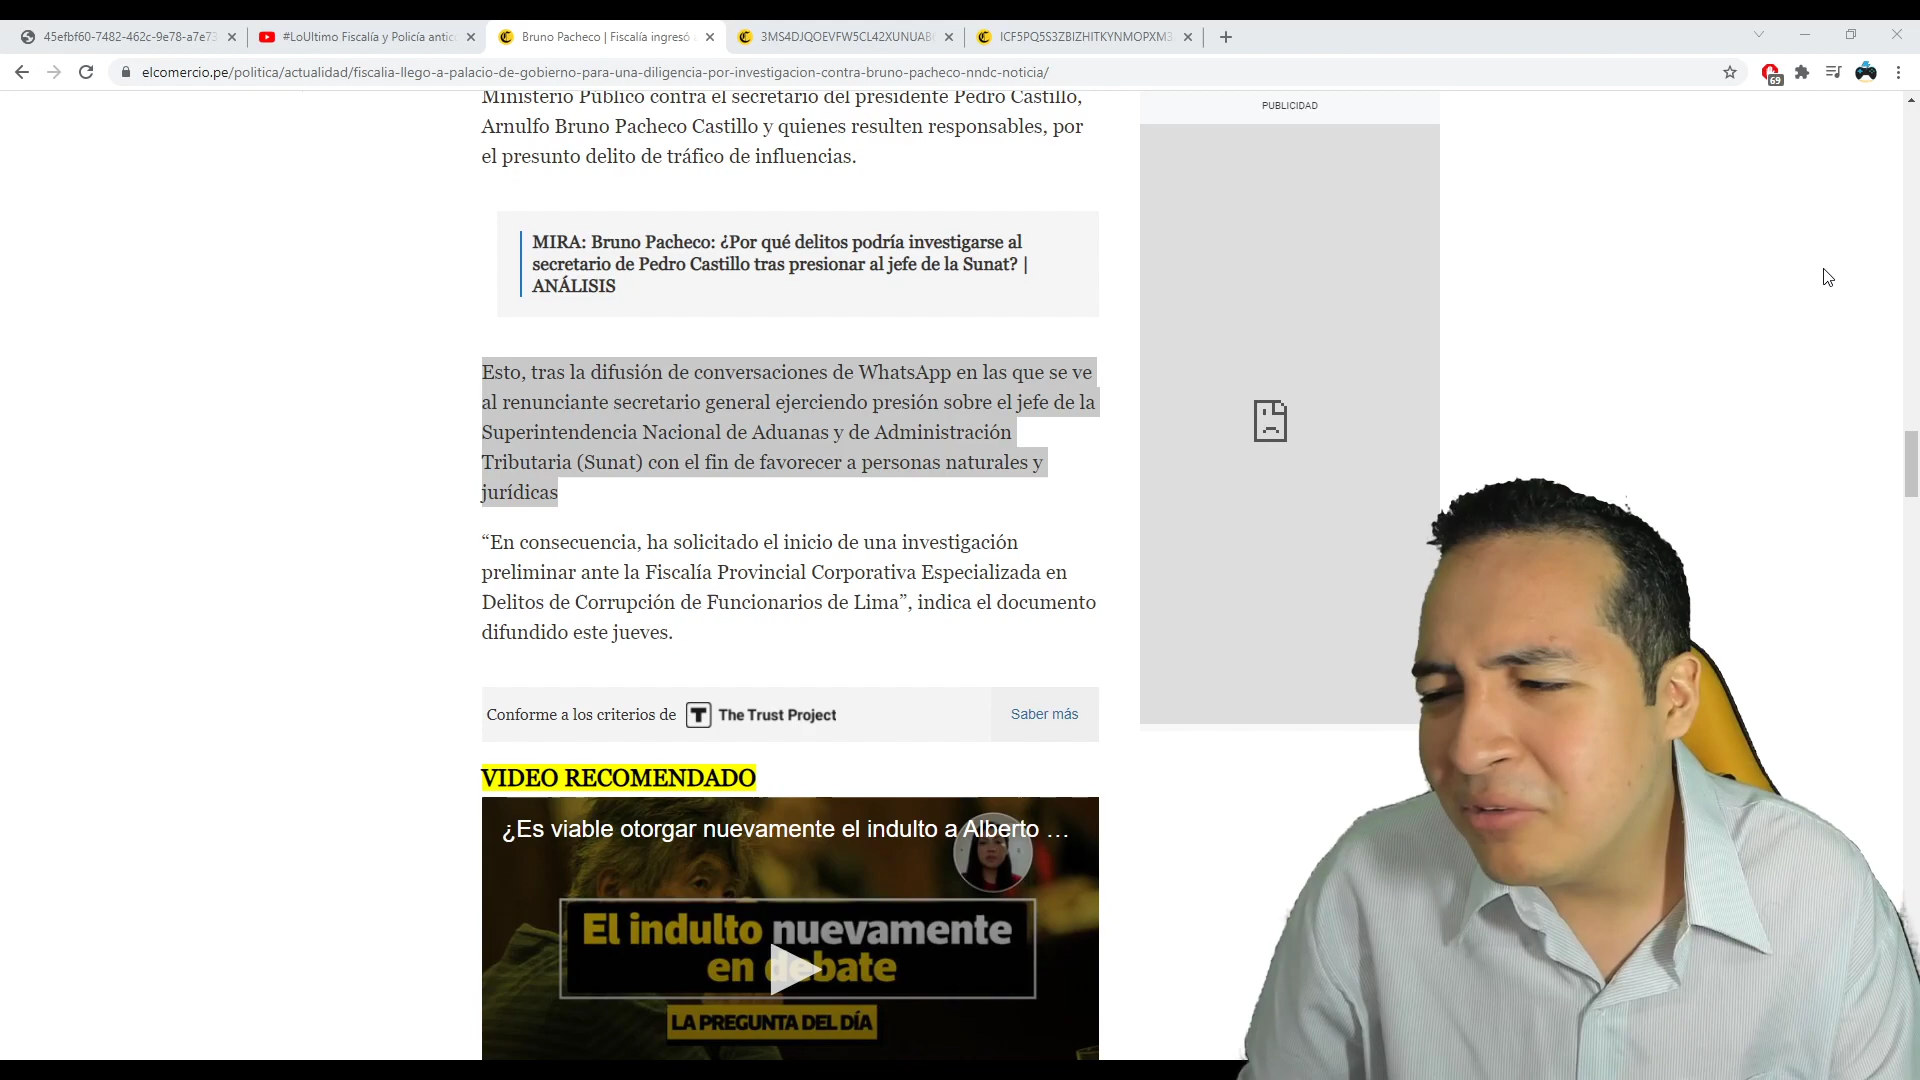 45efbf60-7482-462c-9e78-a7e73
#LoUltimo Fiscalía y Policía antic
Bruno Pacheco | Fiscalía ingresó
3MS4DJQOEVFW5CL42XUNUAB
ICF5PQ5S3ZBIZHITKYNMOPXM3
elcomercio.pe/politica/actualidad/fiscalia-llego-a-palacio-de-gobierno-para-una-diligencia-por-investigacion-contra-bruno-pacheco-nndc-noticia/
69
Ministerio Público contra el secretario del presidente Pedro Castillo,
Arnulfo Bruno Pacheco Castillo y quienes resulten responsables, por
el presunto delito de tráfico de influencias.
PUBLICIDAD
MIRA: Bruno Pacheco: ¿Por qué delitos podría investigarse al
secretario de Pedro Castillo tras presionar al jefe de la Sunat? |
ANÁLISIS
Esto, tras la difusión de conversaciones de WhatsApp en las que se ve
al renunciante secretario general ejerciendo presión sobre el jefe de la
Superintendencia Nacional de Aduanas y de Administración
Tributaria (Sunat) con el fin de favorecer a personas naturales y
jurídicas
“En consecuencia, ha solicitado el inicio de una investigación
preliminar ante la Fiscalía Provincial Corporativa Especializada en
Delitos de Corrupción de Funcionarios de Lima”, indica el documento
difundido este jueves.
Conforme a los criterios de T The Trust Project
Saber más
VIDEO RECOMENDADO
¿Es viable otorgar nuevamente el indulto a Alberto ...
El indulto nuevamente
en debate
LA PREGUNTA DEL DÍA